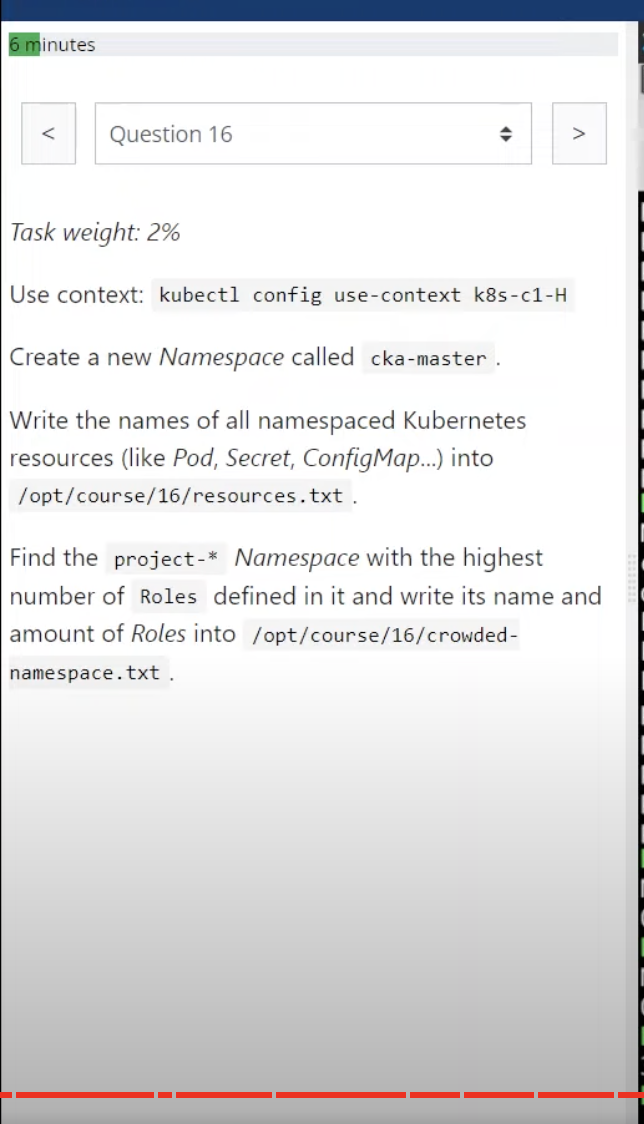 6 minutes
<
Question 16
>
Task weight: 2%
Use context: kubectl config use-context k8s-c1-H
Create a new Namespace called cka-master .
Write the names of all namespaced Kubernetes
resources (like Pod, Secret, ConfigMap...) into
/opt/course/16/resources.txt .
Find the project-* Namespace with the highest
number of Roles defined in it and write its name and
amount of Roles into /opt/course/16/crowded-
namespace.txt .